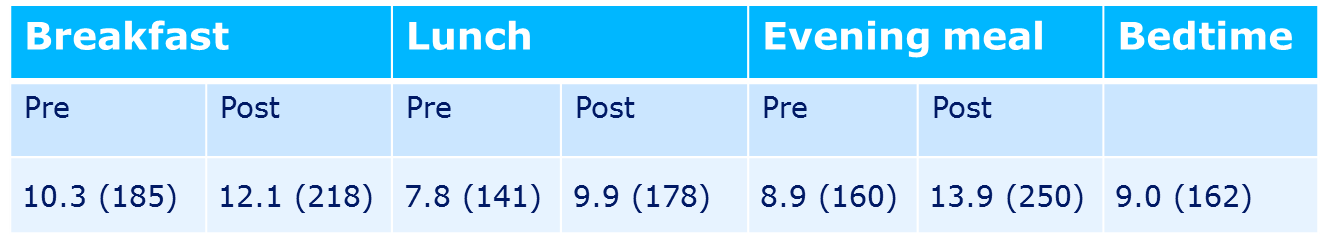 Breakfast Lunch Evening meal Bedtime
Pre Post Pre Post Pre Post
10.3 (185) 12.1 (218) 7.8 (141) 9.9 (178) 8.9 (160) 13.9 (250) 9.0 (162)